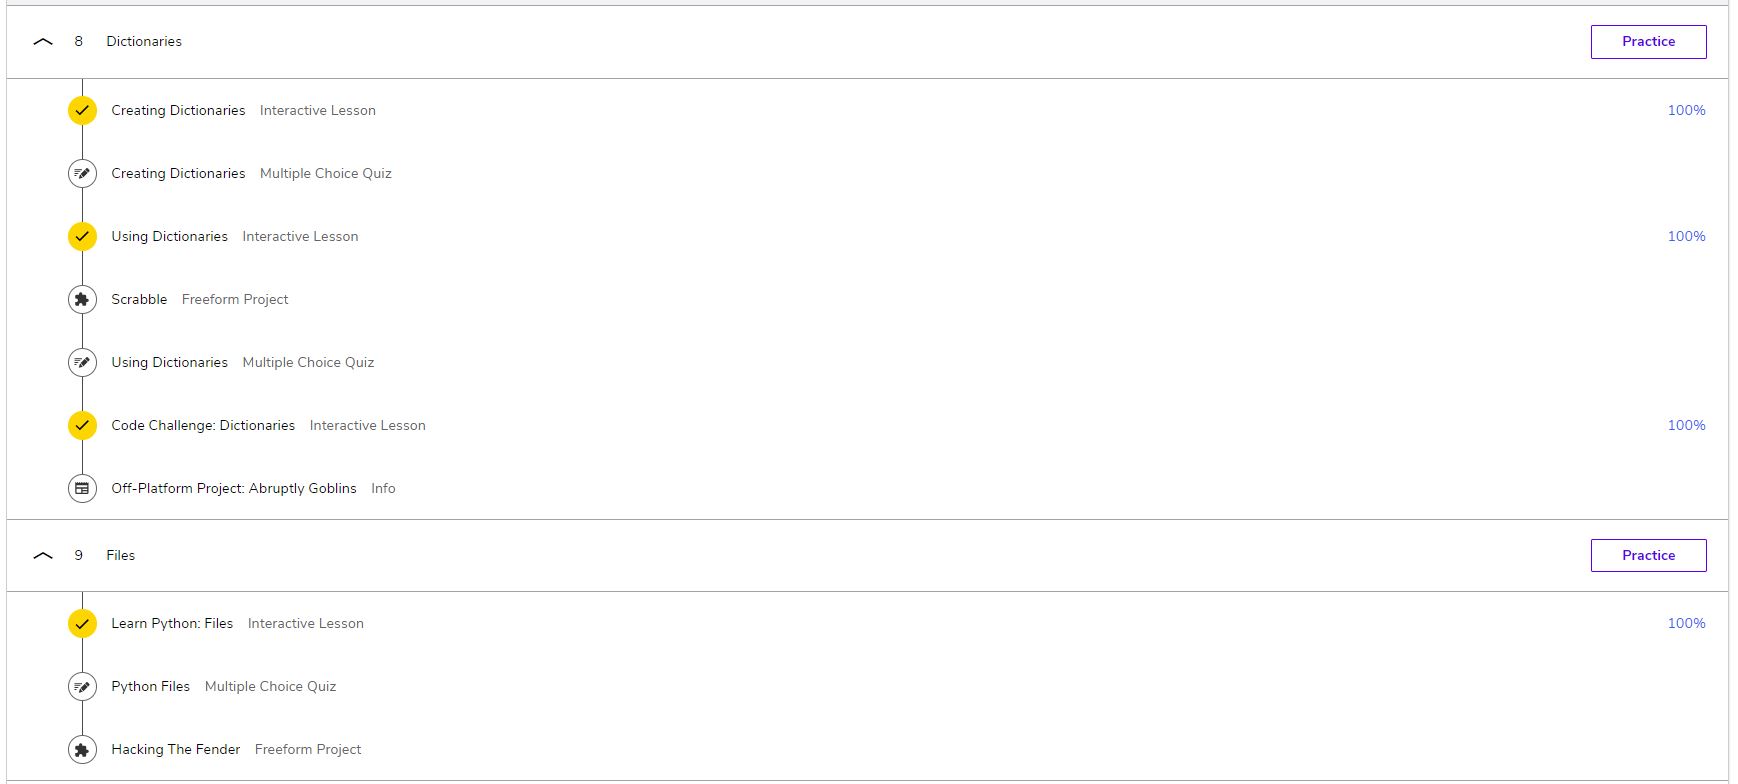 8 Dictionaries Practice
Creating Dictionaries Interactive Lesson 100%
Creating Dictionaries Multiple Choice Quiz
Using Dictionaries Interactive Lesson 100%
Scrabble Freeform Project
Using Dictionaries Multiple Choice Quiz
Code Challenge: Dictionaries Interactive Lesson 100%
Off-Platform Project: Abruptly Goblins Info
9 Files Practice
Learn Python: Files Interactive Lesson 100%
Python Files Multiple Choice Quiz
Hacking The Fender Freeform Project